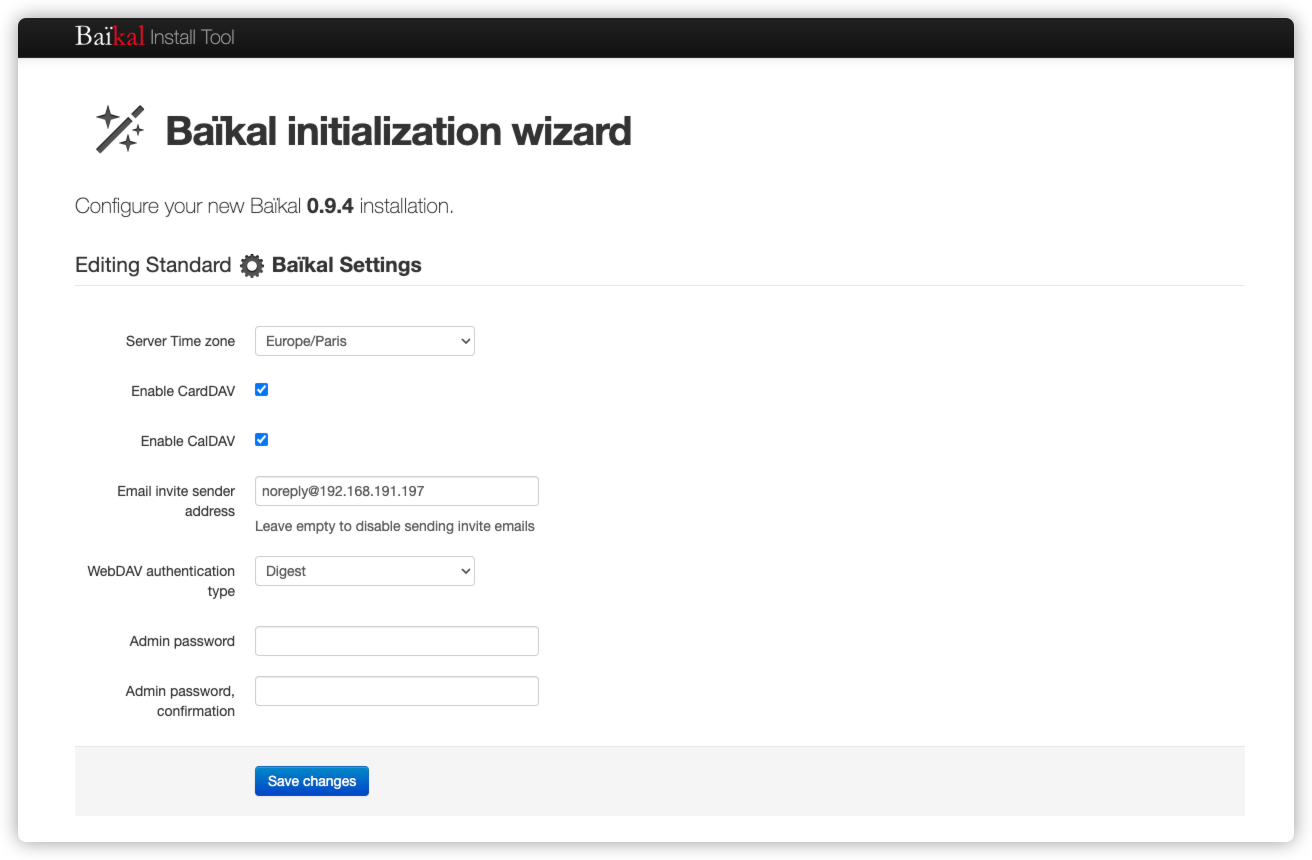 Baïkal Install Tool
Baïkal initialization wizard
Configure your new Baïkal 0.9.4 installation.
Editing Standard Baïkal Settings
Server Time zone Europe/Paris
Enable CardDAV
Enable CalDAV
Email invite sender address noreply@192.168.191.197
Leave empty to disable sending invite emails
WebDAV authentication type Digest
Admin password
Admin password, confirmation
Save changes